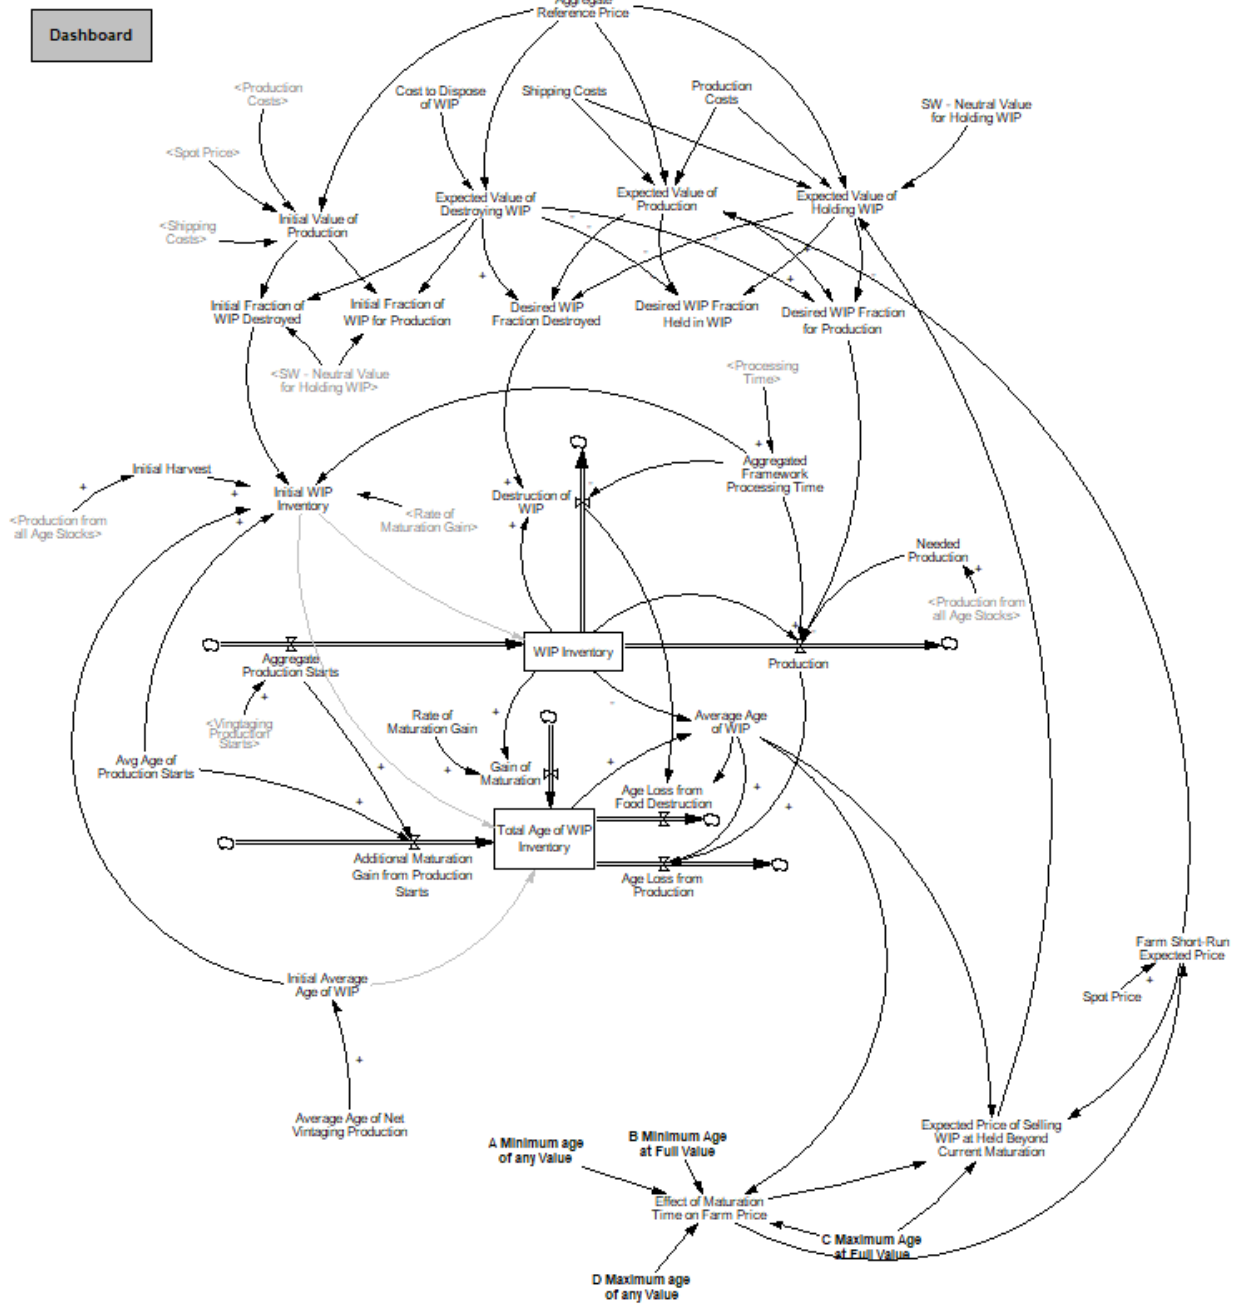 Aggregate
Reference Price
Dashboard
<Production
Costs>
Cost to Dispose
of WIP
Shipping Costs
Production
Costs
SW - Neutral Value
for Holding WIP
<Spot Price>
<Shipping
Costs>
Initial Value of
Production
Expected Value of
Destroying WIP
Expected Value of
Production
Expected Value of
Holding WIP
Initial Fraction of
WIP Destroyed
Initial Fraction of
WIP for Production
Desired WIP
Fraction Destroyed
Desired WIP Fraction
Held in WIP
Desired WIP Fraction
for Production
<SW - Neutral Value
for Holding WIP>
<Processing
Time>
Initial Harvest
Initial WIP
Inventory
<Rate of
Maturation Gain>
Destruction of
WIP
Aggregated
Framework
Processing Time
<Production from
all Age Stocks>
Needed
Production
<Production from
all Age Stocks>
Aggregate
Production Starts
WIP Inventory
Production
<Vingtaging
Production
Starts>
Rate of
Maturation Gain
Average Age
of WIP
Avg Age of
Production Starts
Gain of
Maturation
Age Loss from
Food Destruction
Total Age of WIP
Inventory
Additional Maturation
Gain from Production
Starts
Age Loss from
Production
Farm Short-Run
Expected Price
Spot Price
Initial Average
Age of WIP
Average Age of Net
Vintaging Production
Expected Price of Selling
WIP at Held Beyond
Current Maturation
A Minimum age
of any Value
B Minimum Age
at Full Value
Effect of Maturation
Time on Farm Price
C Maximum Age
at Full Value
D Maximum age
of any Value